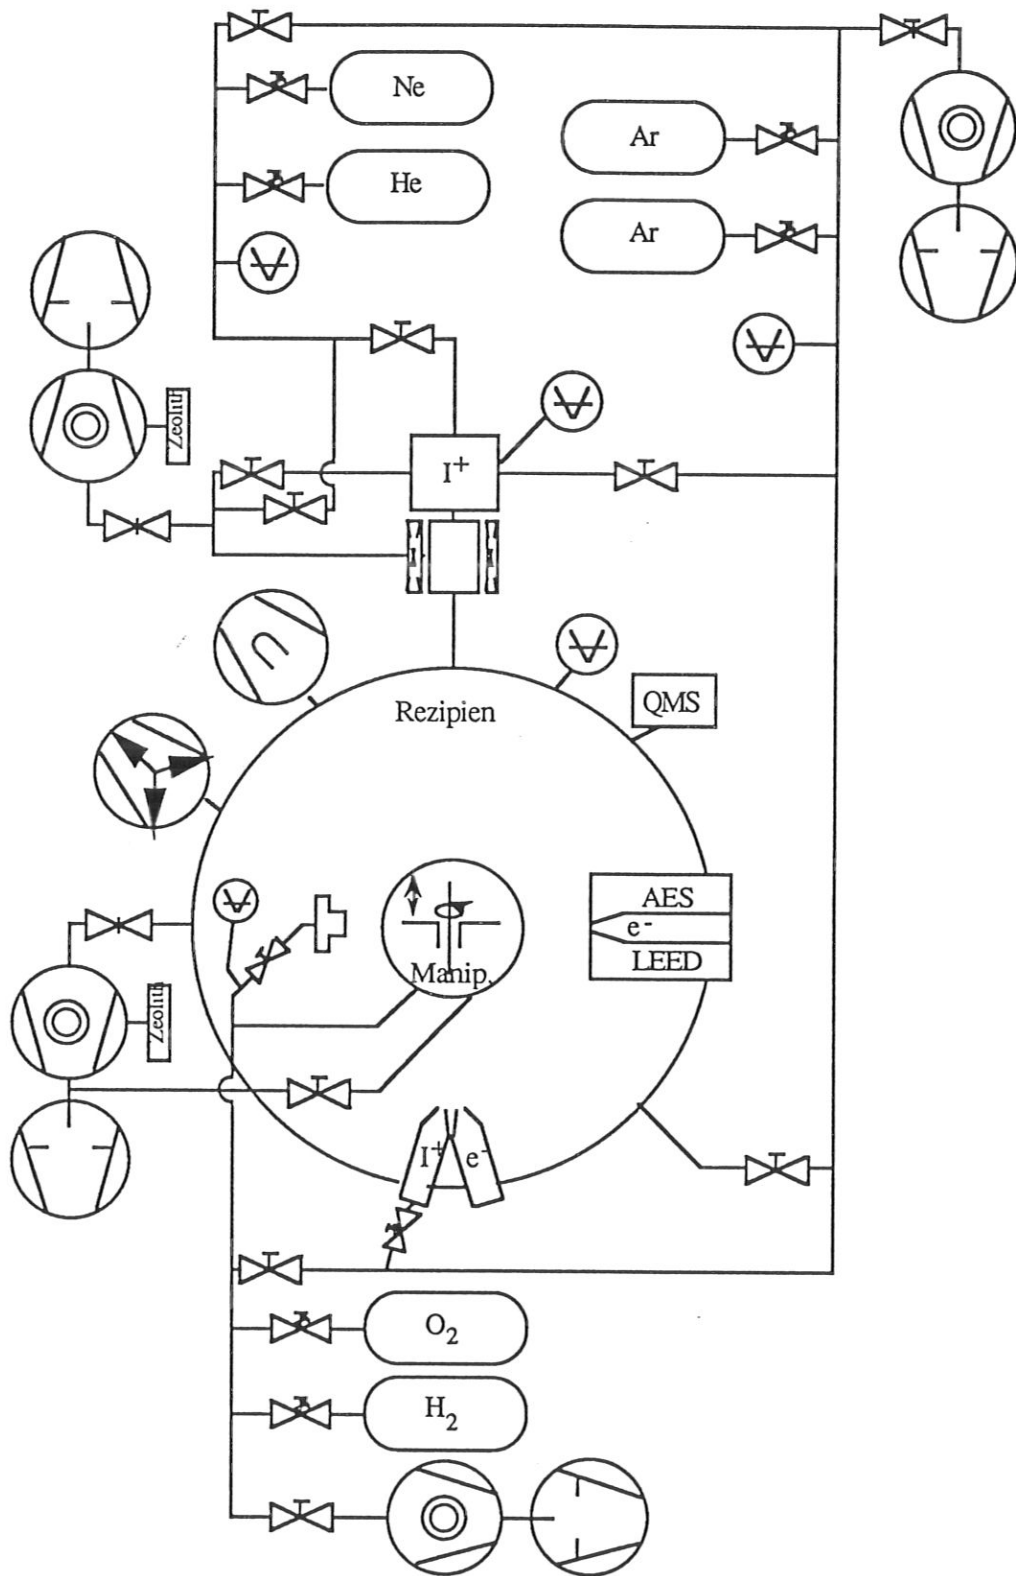 Ne
Ar
He
Ar
Zeolith
I+
Rezipien
QMS
AES
e-
LEED
Manip.
Zeolith
I+
e-
O2
H2